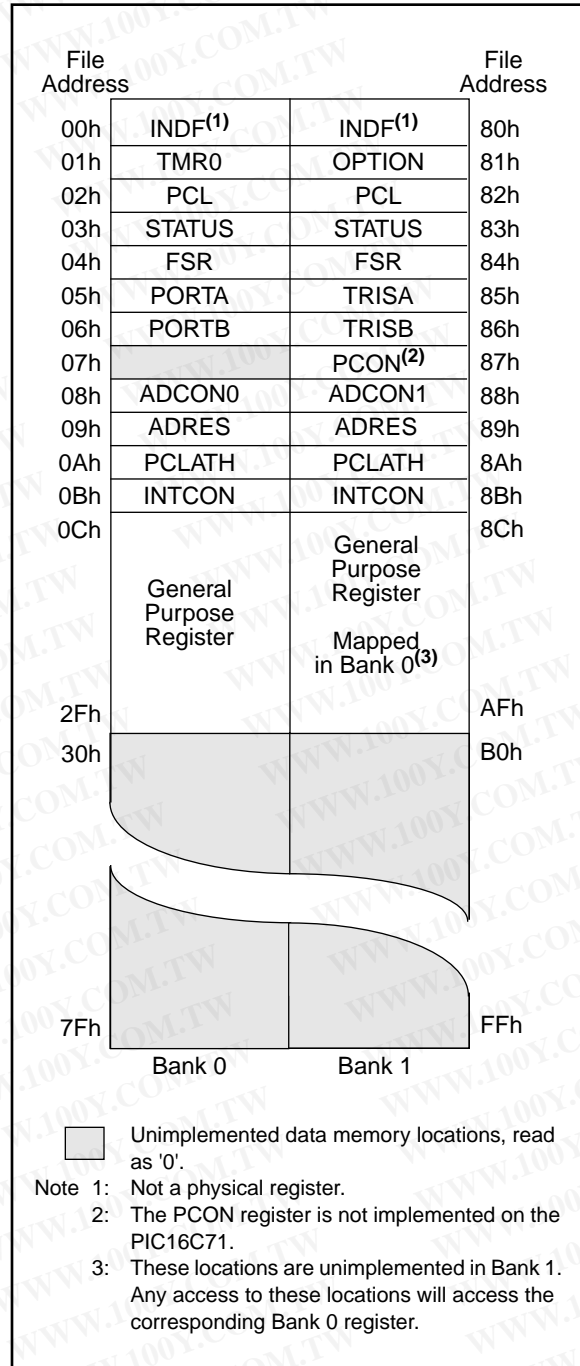 File Address File Address
00h INDF(1) INDF(1) 80h
01h TMR0 OPTION 81h
02h PCL PCL 82h
03h STATUS STATUS 83h
04h FSR FSR 84h
05h PORTA TRISA 85h
06h PORTB TRISB 86h
07h PCON(2) 87h
08h ADCON0 ADCON1 88h
09h ADRES ADRES 89h
0Ah PCLATH PCLATH 8Ah
0Bh INTCON INTCON 8Bh
0Ch 8Ch
General
Purpose
Register
General
Purpose
Register
Mapped
in Bank 0(3)
2Fh AFh
30h B0h
7Fh FFh
Bank 0 Bank 1
Unimplemented data memory locations, read
as '0'.
Note 1: Not a physical register.
2: The PCON register is not implemented on the
PIC16C71.
3: These locations are unimplemented in Bank 1.
Any access to these locations will access the
corresponding Bank 0 register.
WWW.100Y.COM.TW